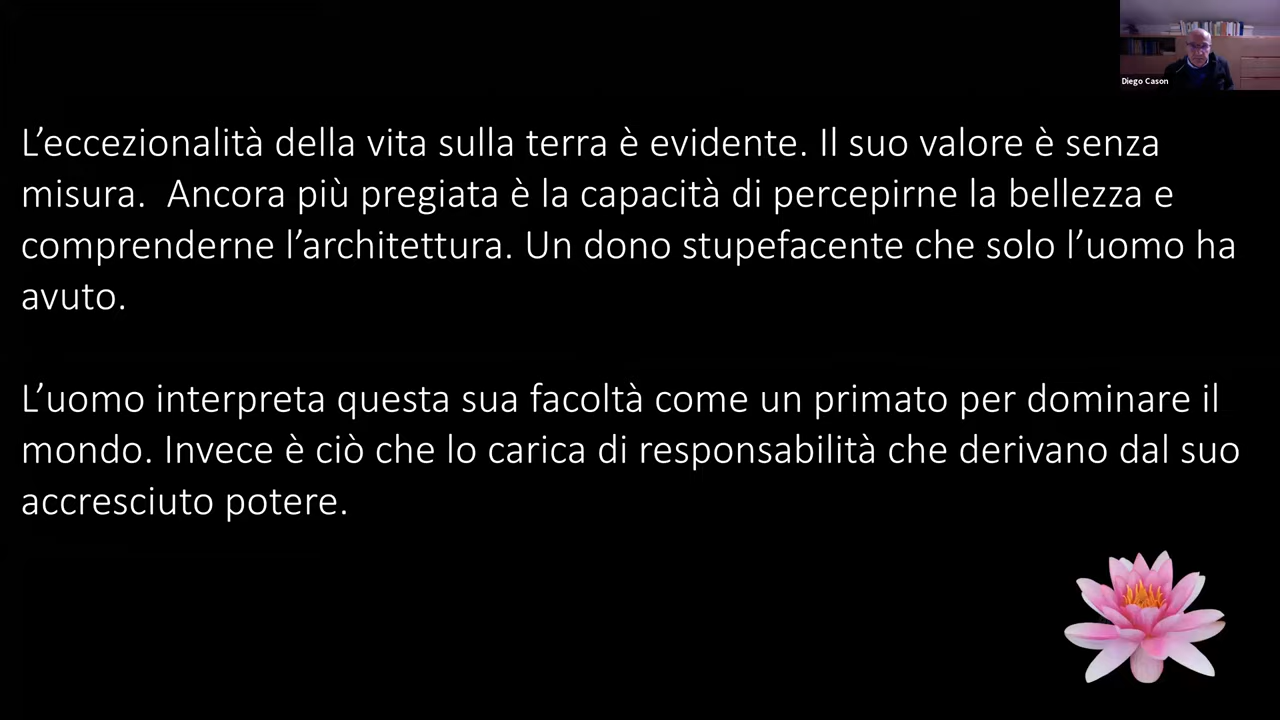 Diego Cason
L’eccezionalità della vita sulla terra è evidente. Il suo valore è senza
misura.  Ancora più pregiata è la capacità di percepirne la bellezza e
comprenderne l’architettura. Un dono stupefacente che solo l’uomo ha
avuto.
L’uomo interpreta questa sua facoltà come un primato per dominare il
mondo. Invece è ciò che lo carica di responsabilità che derivano dal suo
accresciuto potere.